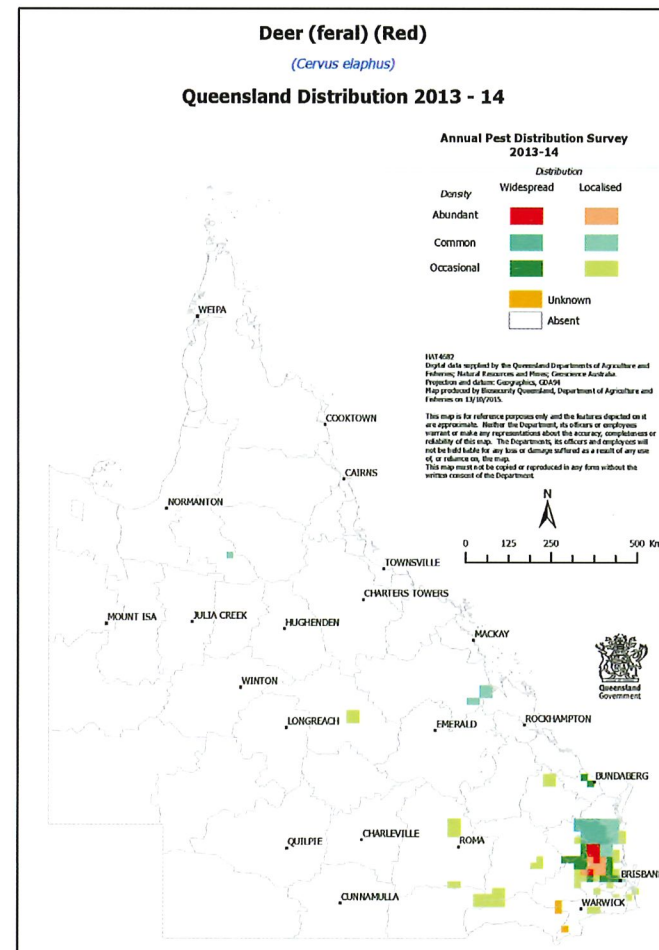 Deer (feral) (Red)
(Cervus elaphus)
Queensland Distribution 2013 - 14
Annual Pest Distribution Survey
2013-14
Distribution
Density Widespread Localised
Abundant
Common
Occasional
Unknown
Absent
Digital data supplied by the Queensland Departments of Agriculture and
Fisheries; Natural Resources and Mines; Geoscience Australia.
Projection and datum: Geographics, GDA94
Map produced by Biosecurity Queensland, Department of Agriculture and
Fisheries on 13/10/2015.
This map is for reference purposes only and the features depicted on it
are approximate. Neither the Department, its officers or employees
warrant or make any representations about the accuracy, completeness or
reliability of this map. The Departments, its officers and employees will
not be held liable for any loss or damage suffered as a result of any use
of, or reliance on, the map.
This map must not be copied or reproduced in any form without the
written consent of the Department.
N
0 125 250 500 Km
Queensland
Government
WEIPA
COOKTOWN
CAIRNS
NORMANTON
TOWNSVILLE
CHARTERS TOWERS
MOUNT ISA
JULIA CREEK
HUGHENDEN
MACKAY
WINTON
LONGREACH
EMERALD
ROCKHAMPTON
BUNDABERG
QUILPIE
CHARLEVILLE
ROMA
BRISBANE
CUNNAMULLA
WARWICK